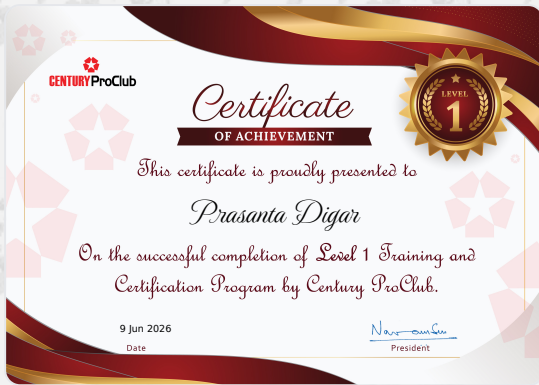 CENTURY ProClub
Certificate
OF ACHIEVEMENT
LEVEL
1
This certificate is proudly presented to
Prasanta Digar
On the successful completion of Level 1 Training and
Certification Program by Century ProClub.
9 Jun 2026
Date
President